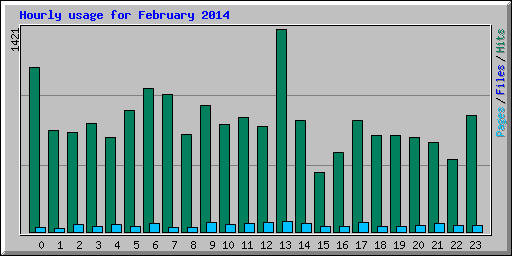 Hourly usage for February 2014
1421
Pages / Files / Hits
0 1 2 3 4 5 6 7 8 9 10 11 12 13 14 15 16 17 18 19 20 21 22 23